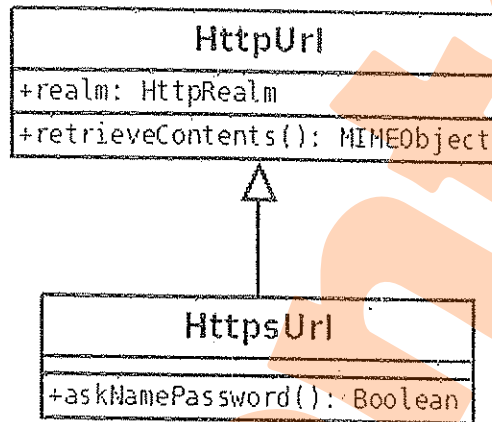 HttpUrl
+realm: HttpRealm
+retrieveContents(): MIMEObject
HttpsUrl
+askNamePassword(): Boolean